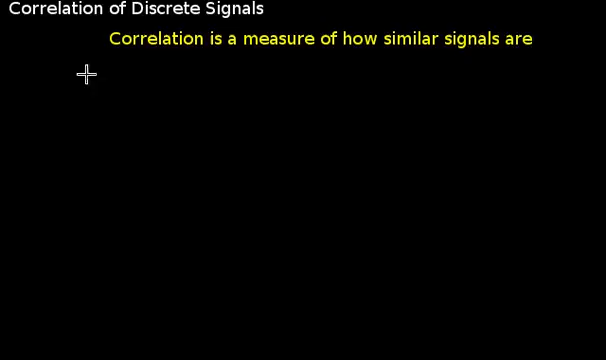 Correlation of Discrete Signals
Correlation is a measure of how similar signals are